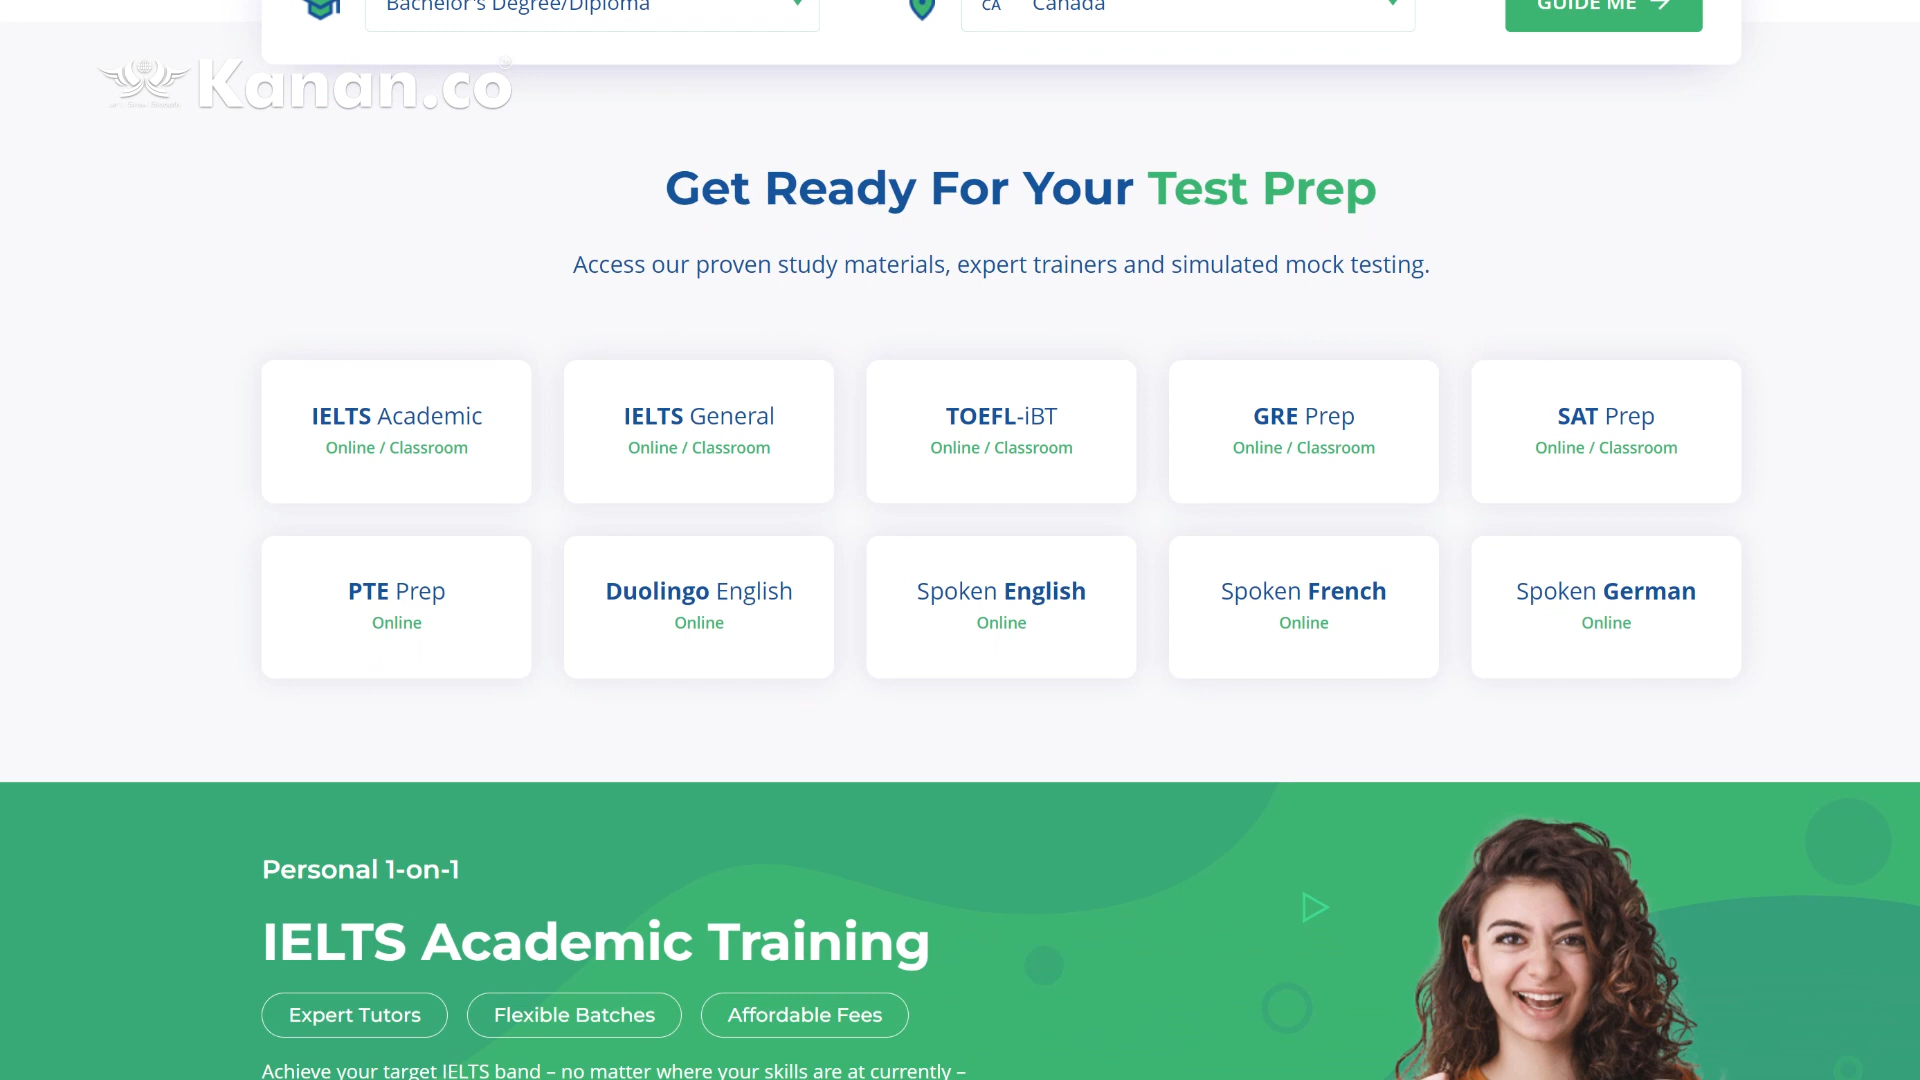 Bachelor's Degree/Diploma
CA Canada
GUIDE ME
Kanan.co
Get Ready For Your Test Prep
Access our proven study materials, expert trainers and simulated mock testing.
IELTS Academic
Online / Classroom
IELTS General
Online / Classroom
TOEFL-iBT
Online / Classroom
GRE Prep
Online / Classroom
SAT Prep
Online / Classroom
PTE Prep
Online
Duolingo English
Online
Spoken English
Online
Spoken French
Online
Spoken German
Online
Personal 1-on-1
IELTS Academic Training
Expert Tutors
Flexible Batches
Affordable Fees
Achieve your target IELTS band – no matter where your skills are at currently –